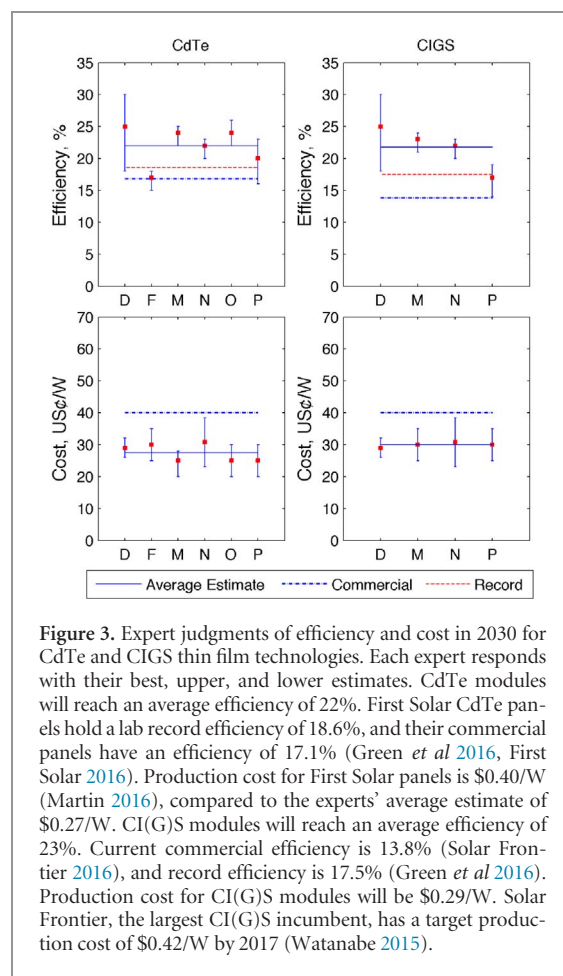 CdTe
CIGS
Efficiency, %
35
30
25
20
15
10
5
0
D F M N O P
Efficiency, %
35
30
25
20
15
10
5
0
D M N P
Cost, US¢/W
70
60
50
40
30
20
10
0
D F M N O P
Cost, US¢/W
70
60
50
40
30
20
10
0
D M N P
Average Estimate Commercial Record
Figure 3. Expert judgments of efficiency and cost in 2030 for
CdTe and CIGS thin film technologies. Each expert responds
with their best, upper, and lower estimates. CdTe modules
will reach an average efficiency of 22%. First Solar CdTe pan-
els hold a lab record efficiency of 18.6%, and their commercial
panels have an efficiency of 17.1% (Green et al 2016, First
Solar 2016). Production cost for First Solar panels is $0.40/W
(Martin 2016), compared to the experts' average estimate of
$0.27/W. CI(G)S modules will reach an average efficiency of
23%. Current commercial efficiency is 13.8% (Solar Fron-
tier 2016), and record efficiency is 17.5% (Green et al 2016).
Production cost for CI(G)S modules will be $0.29/W. Solar
Frontier, the largest CI(G)S incumbent, has a target produc-
tion cost of $0.42/W by 2017 (Watanabe 2015).